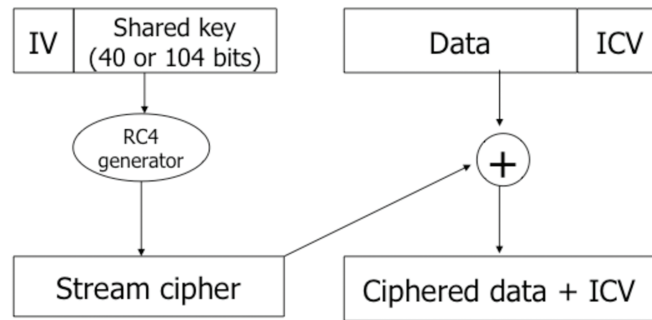 IV
Shared key
(40 or 104 bits)
Data
ICV
RC4
generator
+
Stream cipher
Ciphered data + ICV